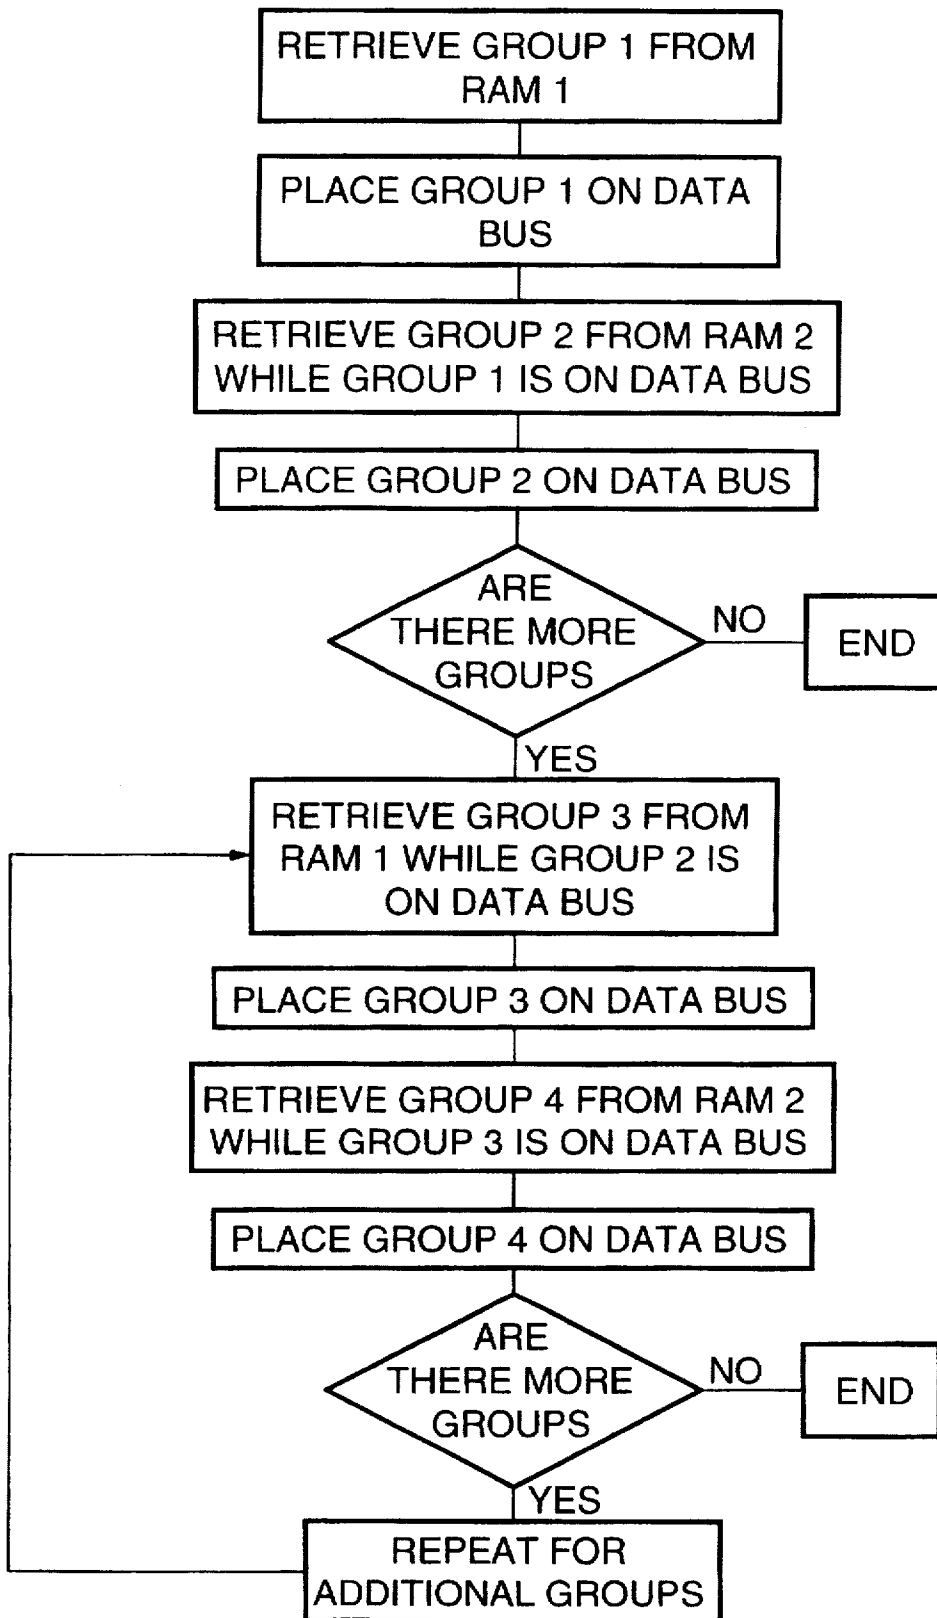 RETRIEVE GROUP 1 FROM
RAM 1
PLACE GROUP 1 ON DATA
BUS
RETRIEVE GROUP 2 FROM RAM 2
WHILE GROUP 1 IS ON DATA BUS
PLACE GROUP 2 ON DATA BUS
ARE
THERE MORE
GROUPS
NO
END
YES
RETRIEVE GROUP 3 FROM
RAM 1 WHILE GROUP 2 IS
ON DATA BUS
PLACE GROUP 3 ON DATA BUS
RETRIEVE GROUP 4 FROM RAM 2
WHILE GROUP 3 IS ON DATA BUS
PLACE GROUP 4 ON DATA BUS
ARE
THERE MORE
GROUPS
NO
END
YES
REPEAT FOR
ADDITIONAL GROUPS